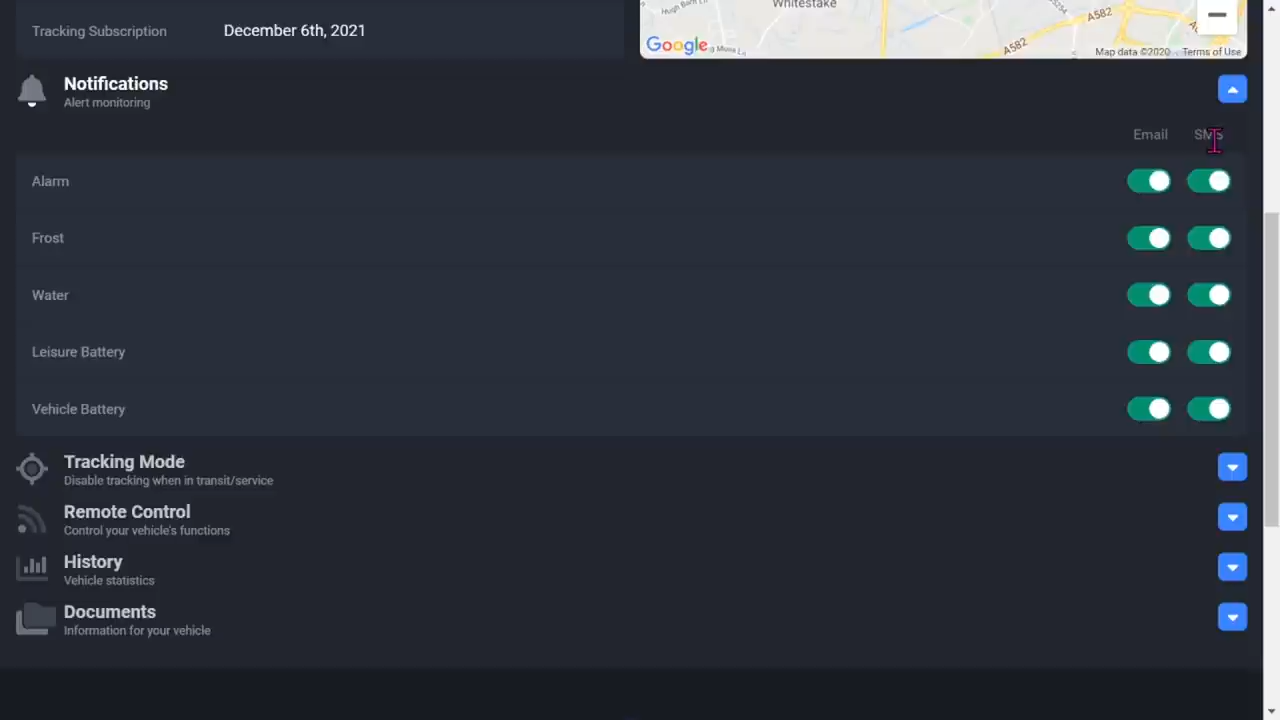 Tracking Subscription December 6th, 2021
Whitestake
A582
A582
Google
Map data ©2020 Terms of Use
Notifications
Alert monitoring
Email SMS
Alarm
Frost
Water
Leisure Battery
Vehicle Battery
Tracking Mode
Disable tracking when in transit/service
Remote Control
Control your vehicle's functions
History
Vehicle statistics
Documents
Information for your vehicle